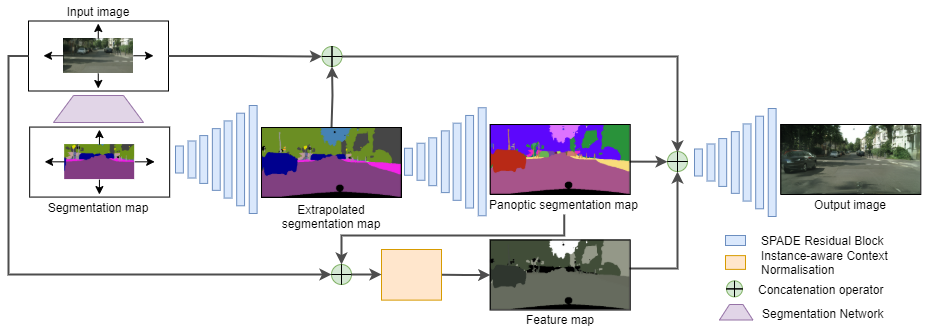 Input image
Segmentation map
Extrapolated
segmentation map
Panoptic segmentation map
Output image
Feature map
SPADE Residual Block
Instance-aware Context
Normalisation
Concatenation operator
Segmentation Network